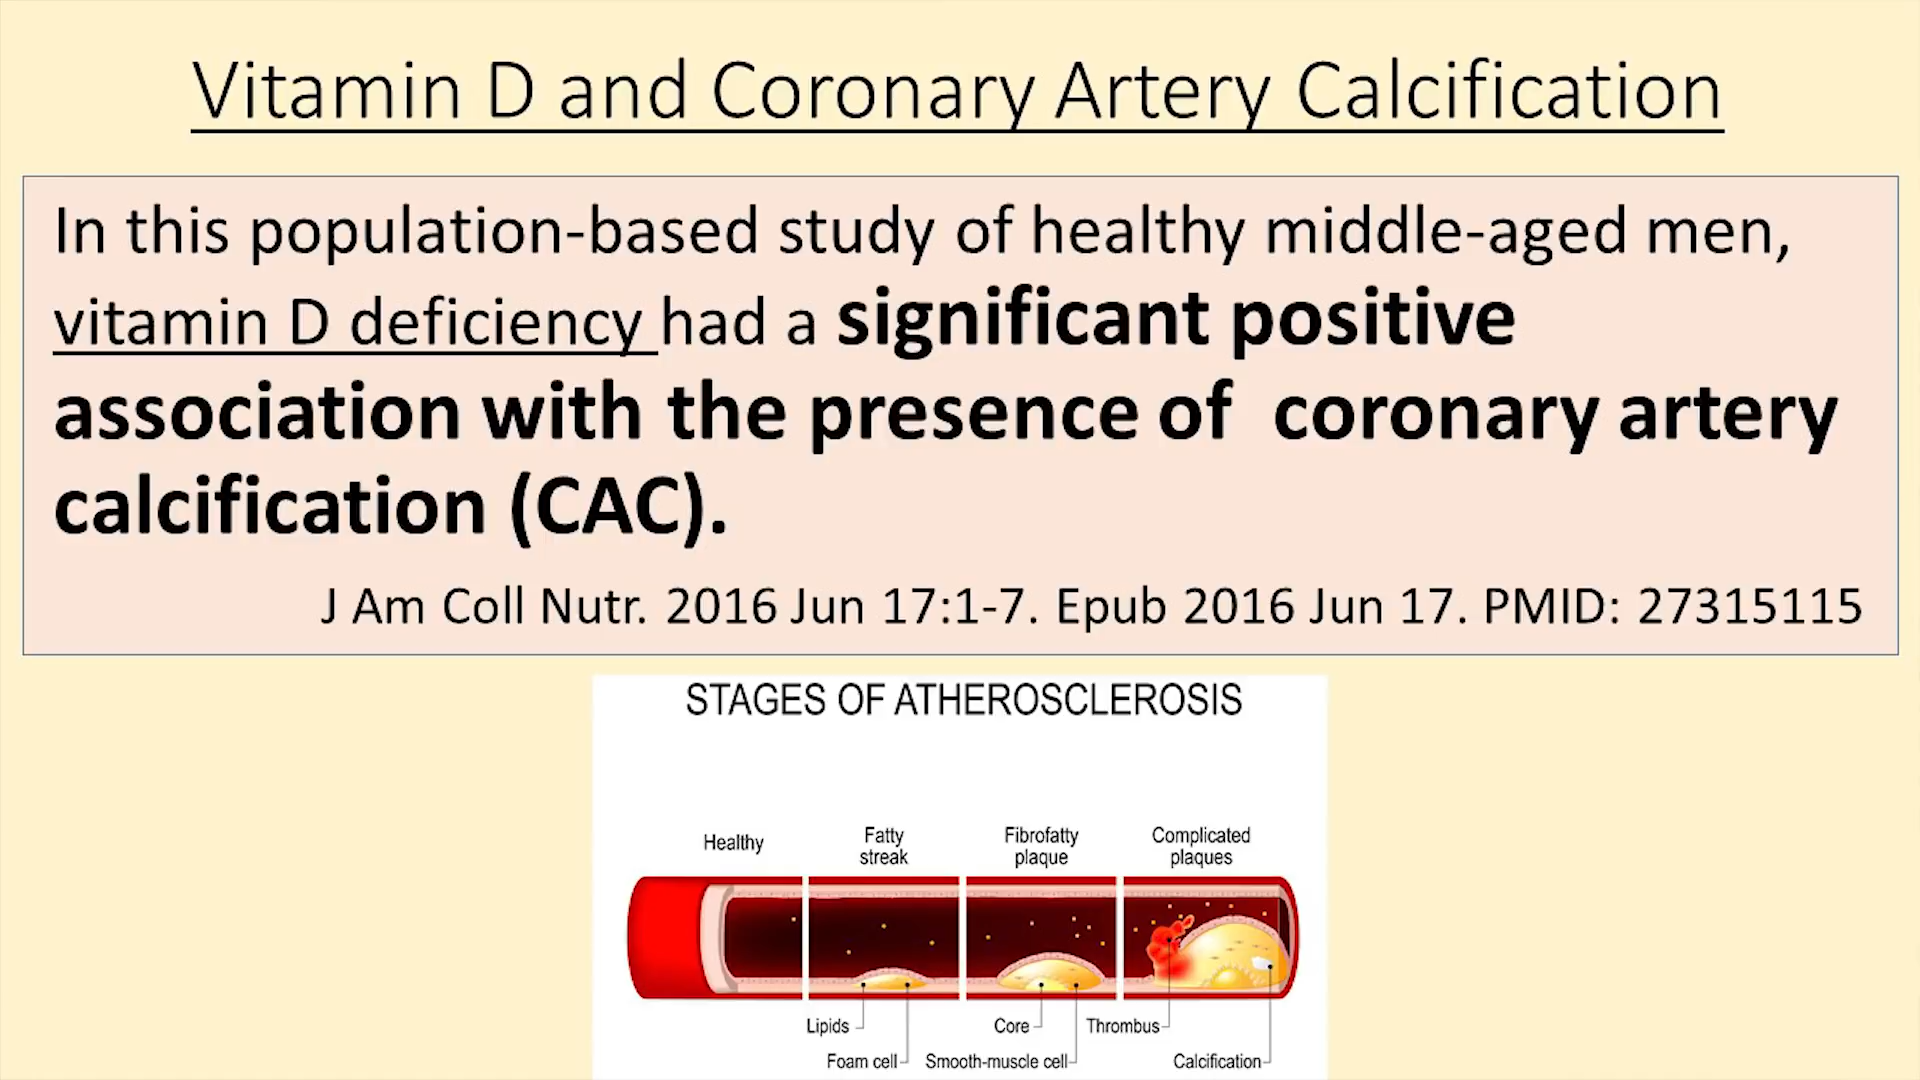 Vitamin D and Coronary Artery Calcification
In this population-based study of healthy middle-aged men,
vitamin D deficiency had a significant positive
association with the presence of coronary artery
calcification (CAC).
J Am Coll Nutr. 2016 Jun 17:1-7. Epub 2016 Jun 17. PMID: 27315115
STAGES OF ATHEROSCLEROSIS
Healthy
Fatty
streak
Fibrofatty
plaque
Complicated
plaques
Lipids
Core
Thrombus
Foam cell
Smooth-muscle cell
Calcification